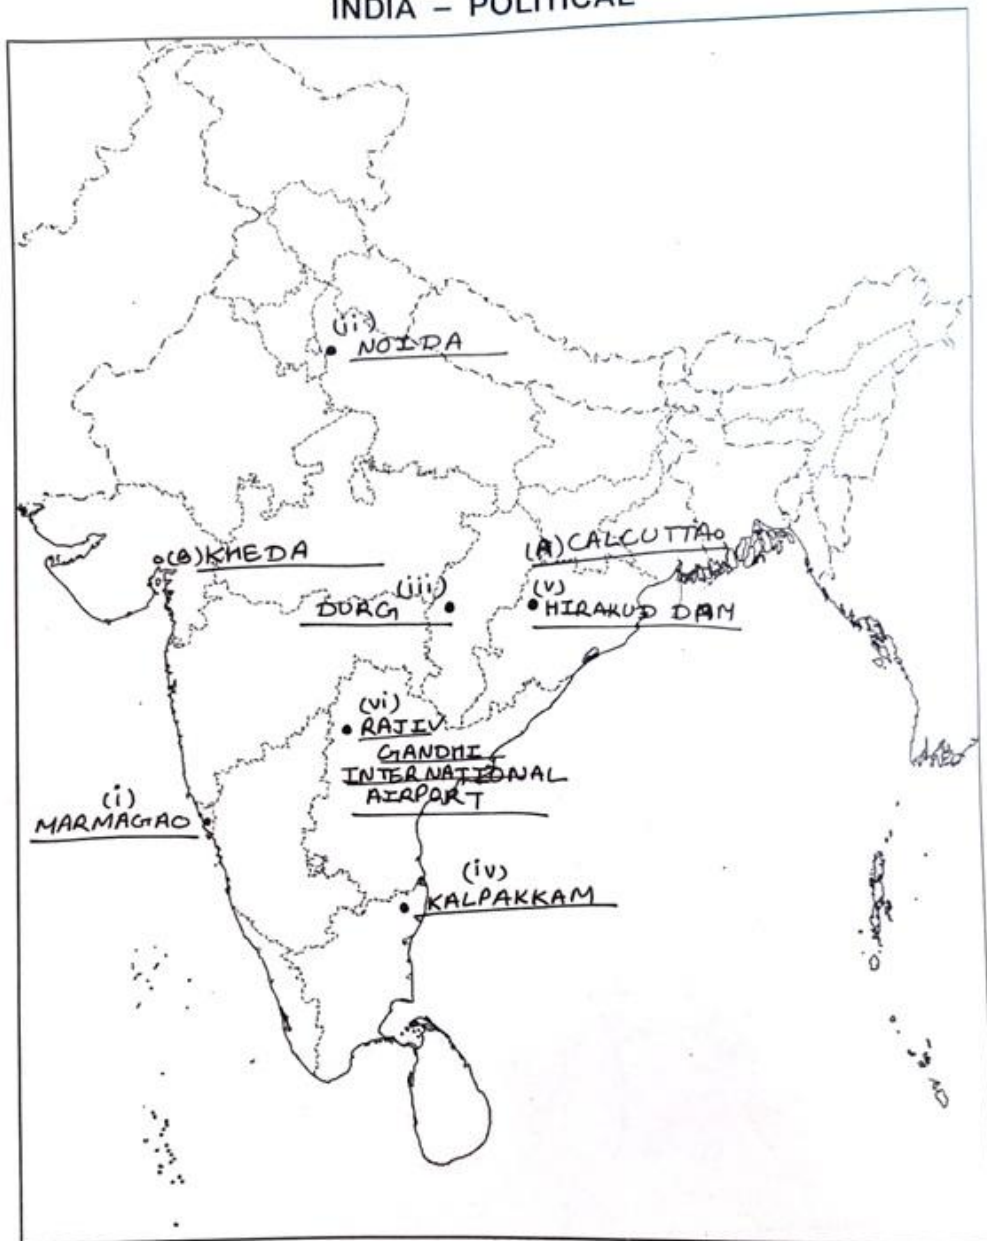 INDIA – POLITICAL
(ii)
NOIDA
(A) CALCUTTA
(B) KHEDA
(iii)
DURG
(v)
HIRAKUD DAM
(vi)
RAJIV
GANDHI
INTERNATIONAL
AIRPORT
(i)
MARMAGAO
(iv)
KALPAKKAM